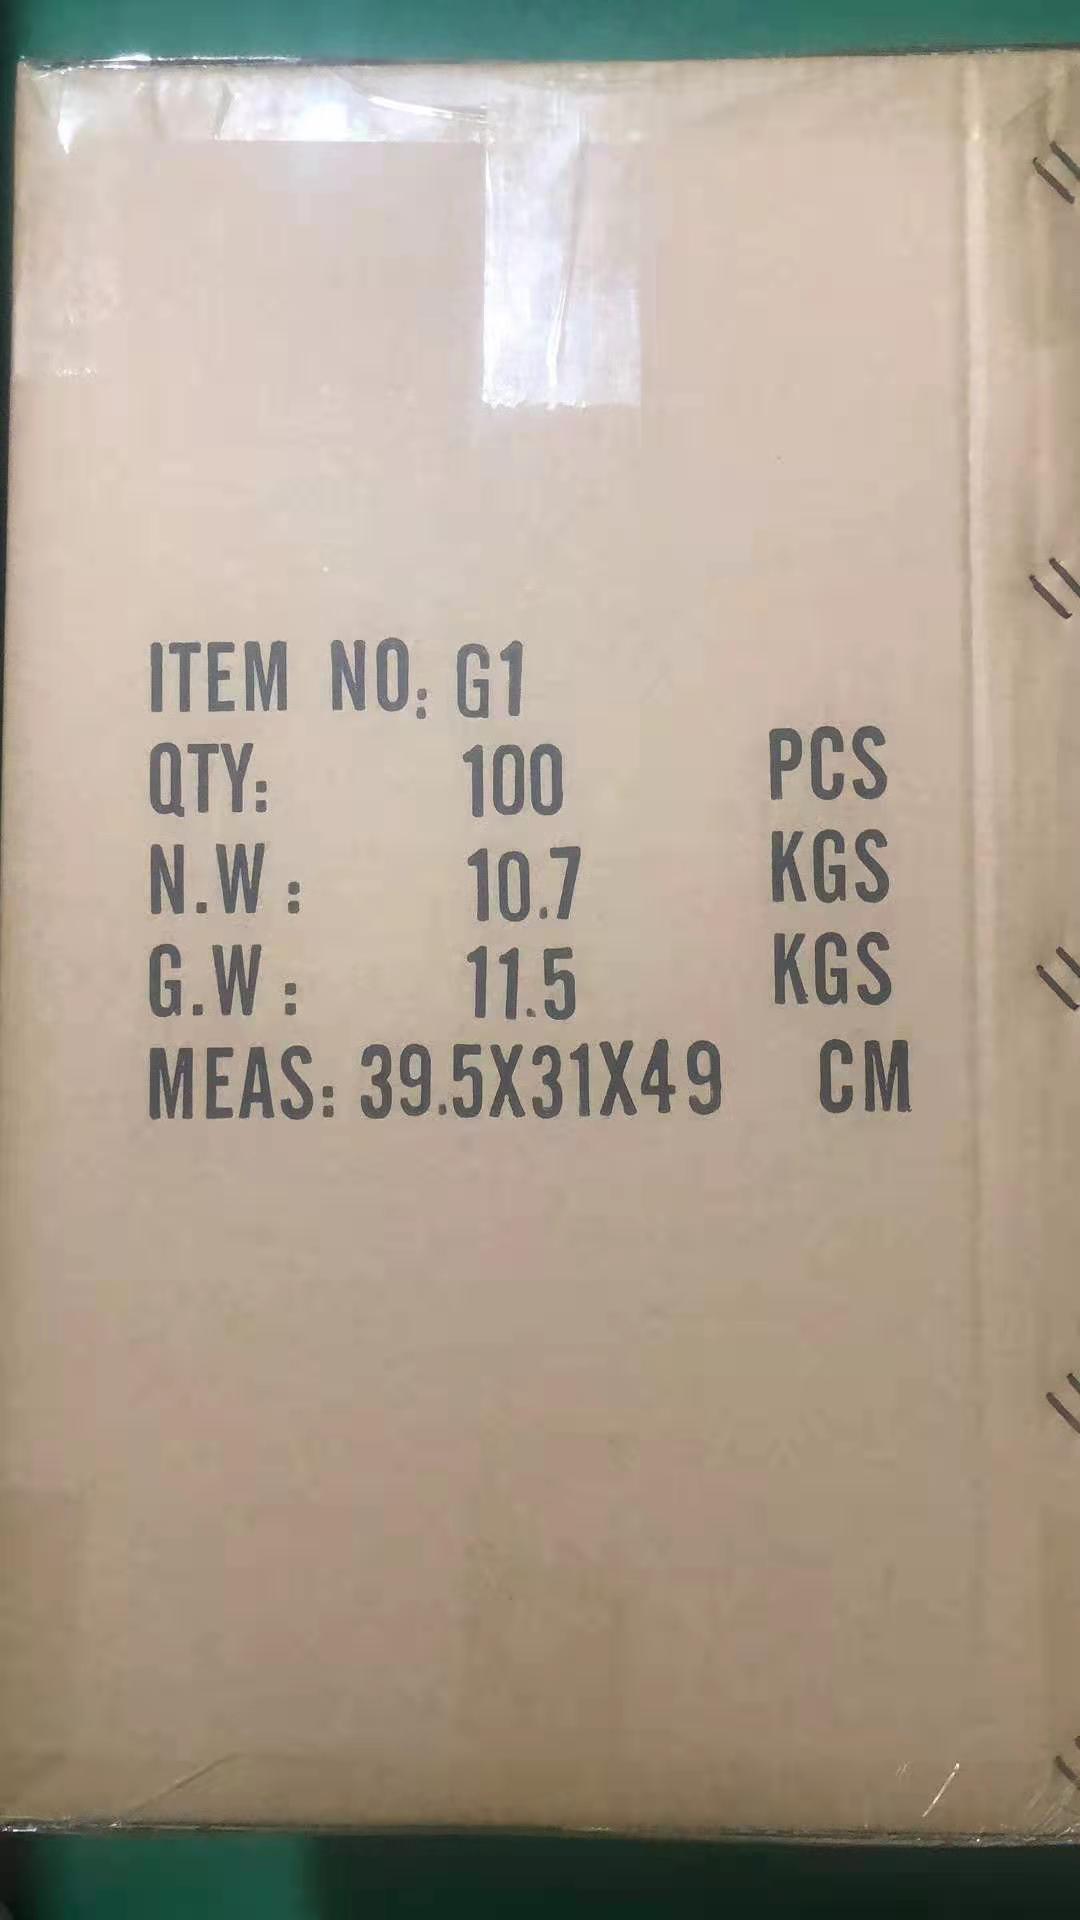 ITEM NO: G1
QTY: 100 PCS
N.W: 10.7 KGS
G.W: 11.5 KGS
MEAS: 39.5X31X49 CM